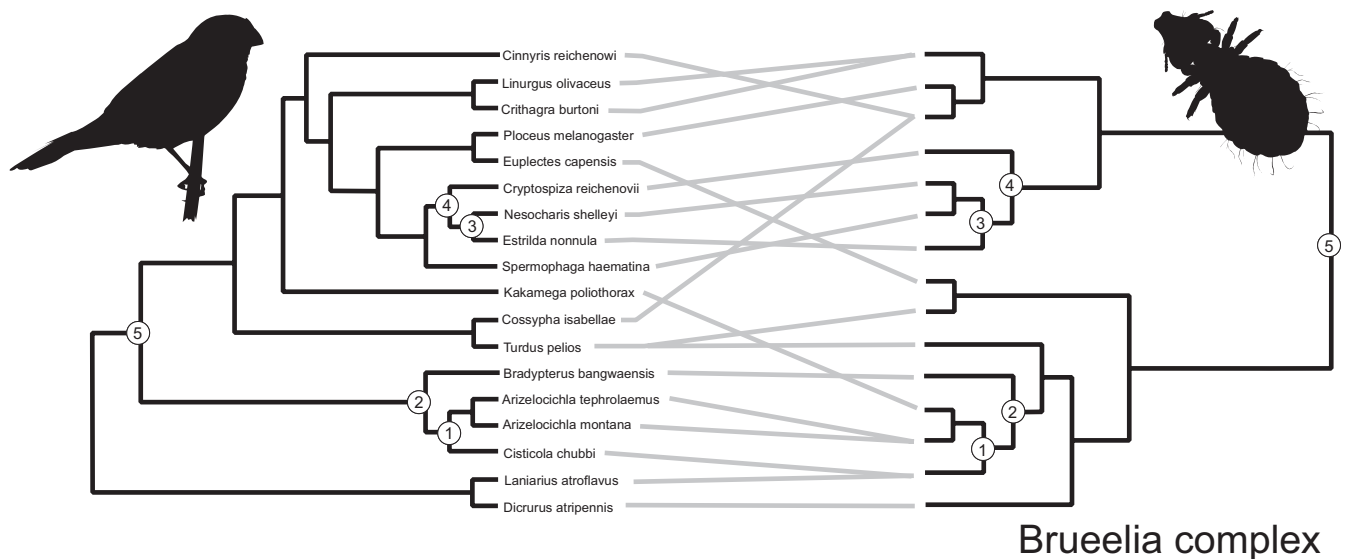 Cinnyris reichenowi
Linurgus olivaceus
Crithagra burtoni
Ploceus melanogaster
Euplectes capensis
Cryptospiza reichenovii
4
Nesocharis shelleyi
3
Estrilda nonnula
Spermophaga haematina
Kakamega poliothorax
Cossypha isabellae
5
Turdus pelios
Bradypterus bangwaensis
2
Arizelocichla tephrolaemus
Arizelocichla montana
1
Cisticola chubbi
Laniarius atroflavus
Dicrurus atripennis
4
3
5
2
1
Brueelia complex